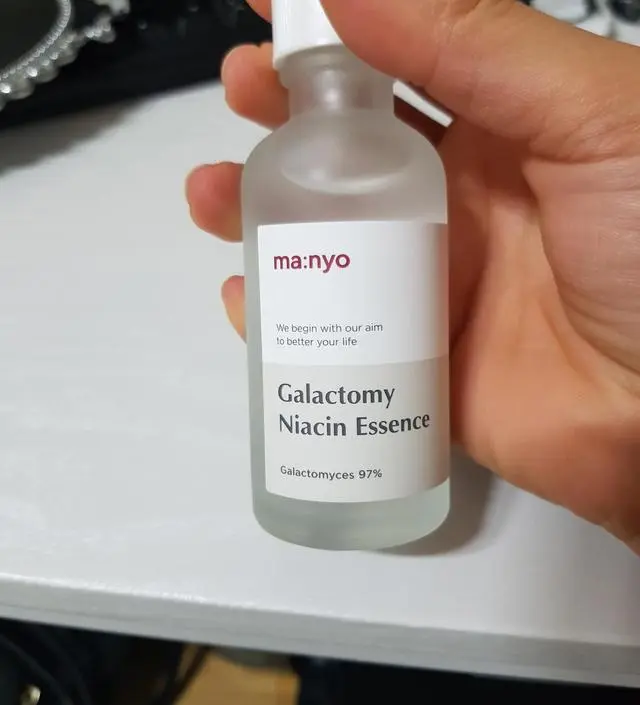 ma:nyo
We begin with our aim
to better your life
Galactomy
Niacin Essence
Galactomyces 97%